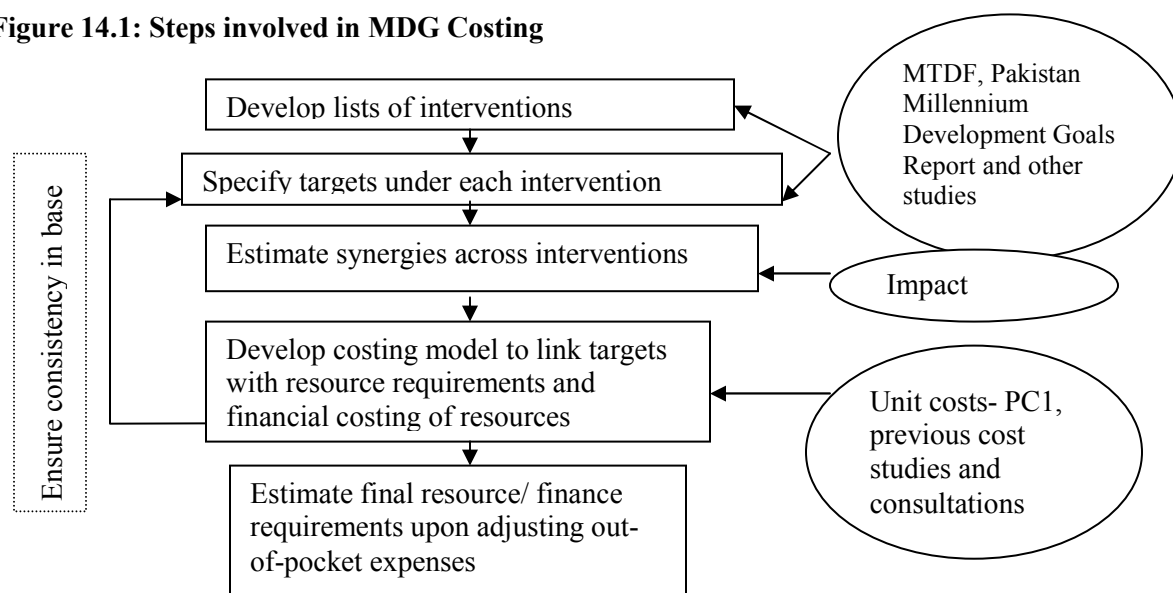 Figure 14.1: Steps involved in MDG Costing
Develop lists of interventions
Specify targets under each intervention
Estimate synergies across interventions
Develop costing model to link targets
with resource requirements and
financial costing of resources
Estimate final resource/ finance
requirements upon adjusting out-
of-pocket expenses
Ensure consistency in base
MTDF, Pakistan
Millennium
Development Goals
Report and other
studies
Impact
Unit costs- PC1,
previous cost
studies and
consultations